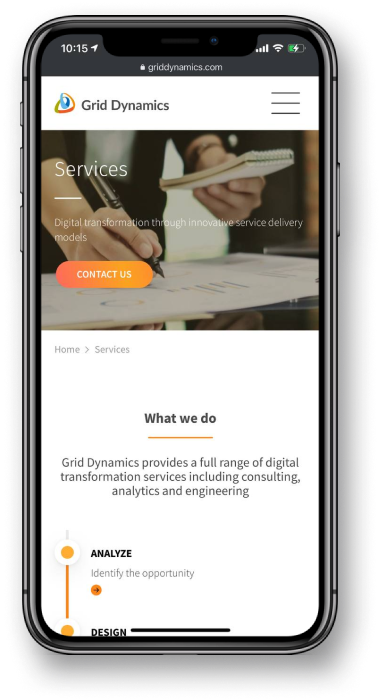 10:15
griddynamics.com
Grid Dynamics
Services
Digital transformation through innovative service delivery
models
CONTACT US
Home > Services
What we do
Grid Dynamics provides a full range of digital
transformation services including consulting,
analytics and engineering
ANALYZE
Identify the opportunity
DESIGN